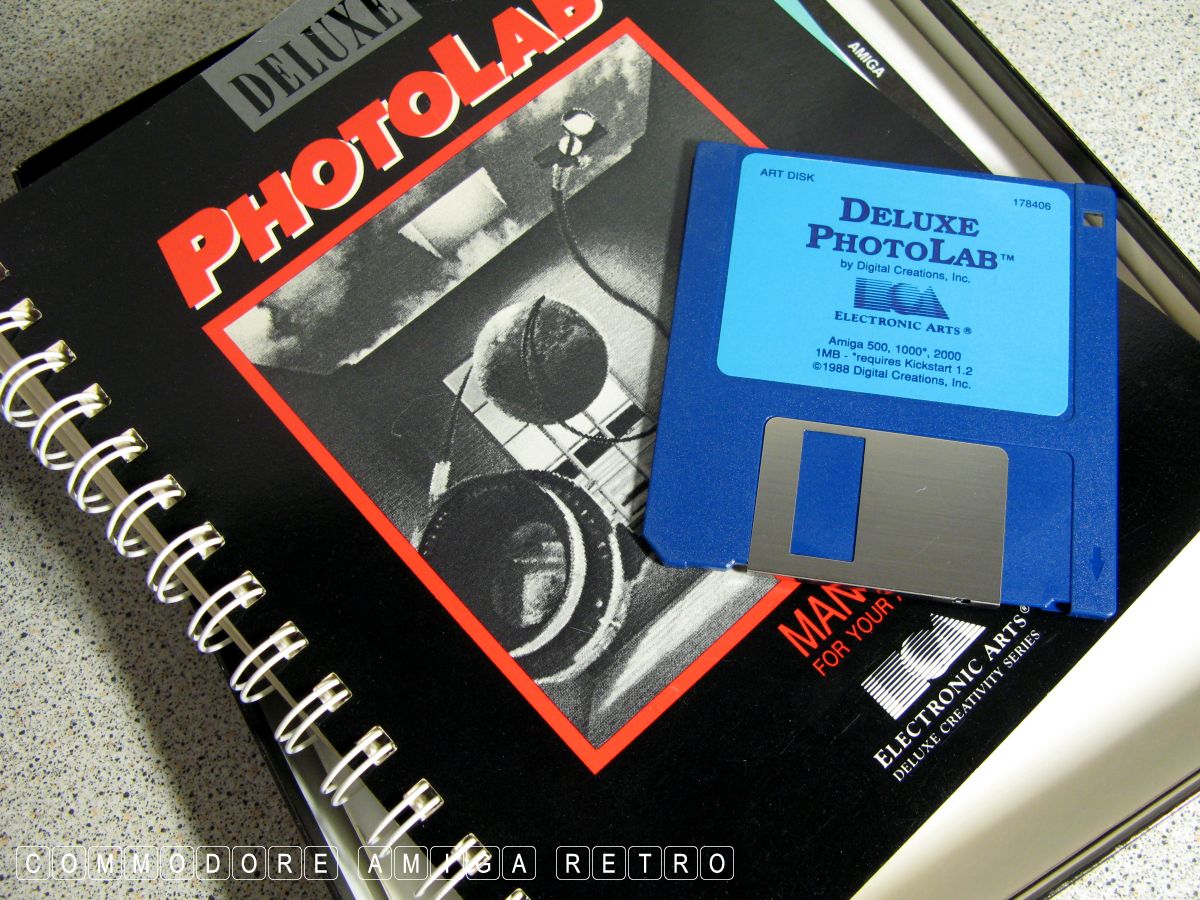 DELUXE
PHOTOLAB
AMIGA
ART DISK
178406
DELUXE
PHOTOLAB™
by Digital Creations, Inc.
ELECTRONIC ARTS®
Amiga 500, 1000*, 2000
1MB - *requires Kickstart 1.2
©1988 Digital Creations, Inc.
FOR YOUR
ELECTRONIC ARTS®
DELUXE CREATIVITY SERIES
COMMODORE AMIGA RETRO